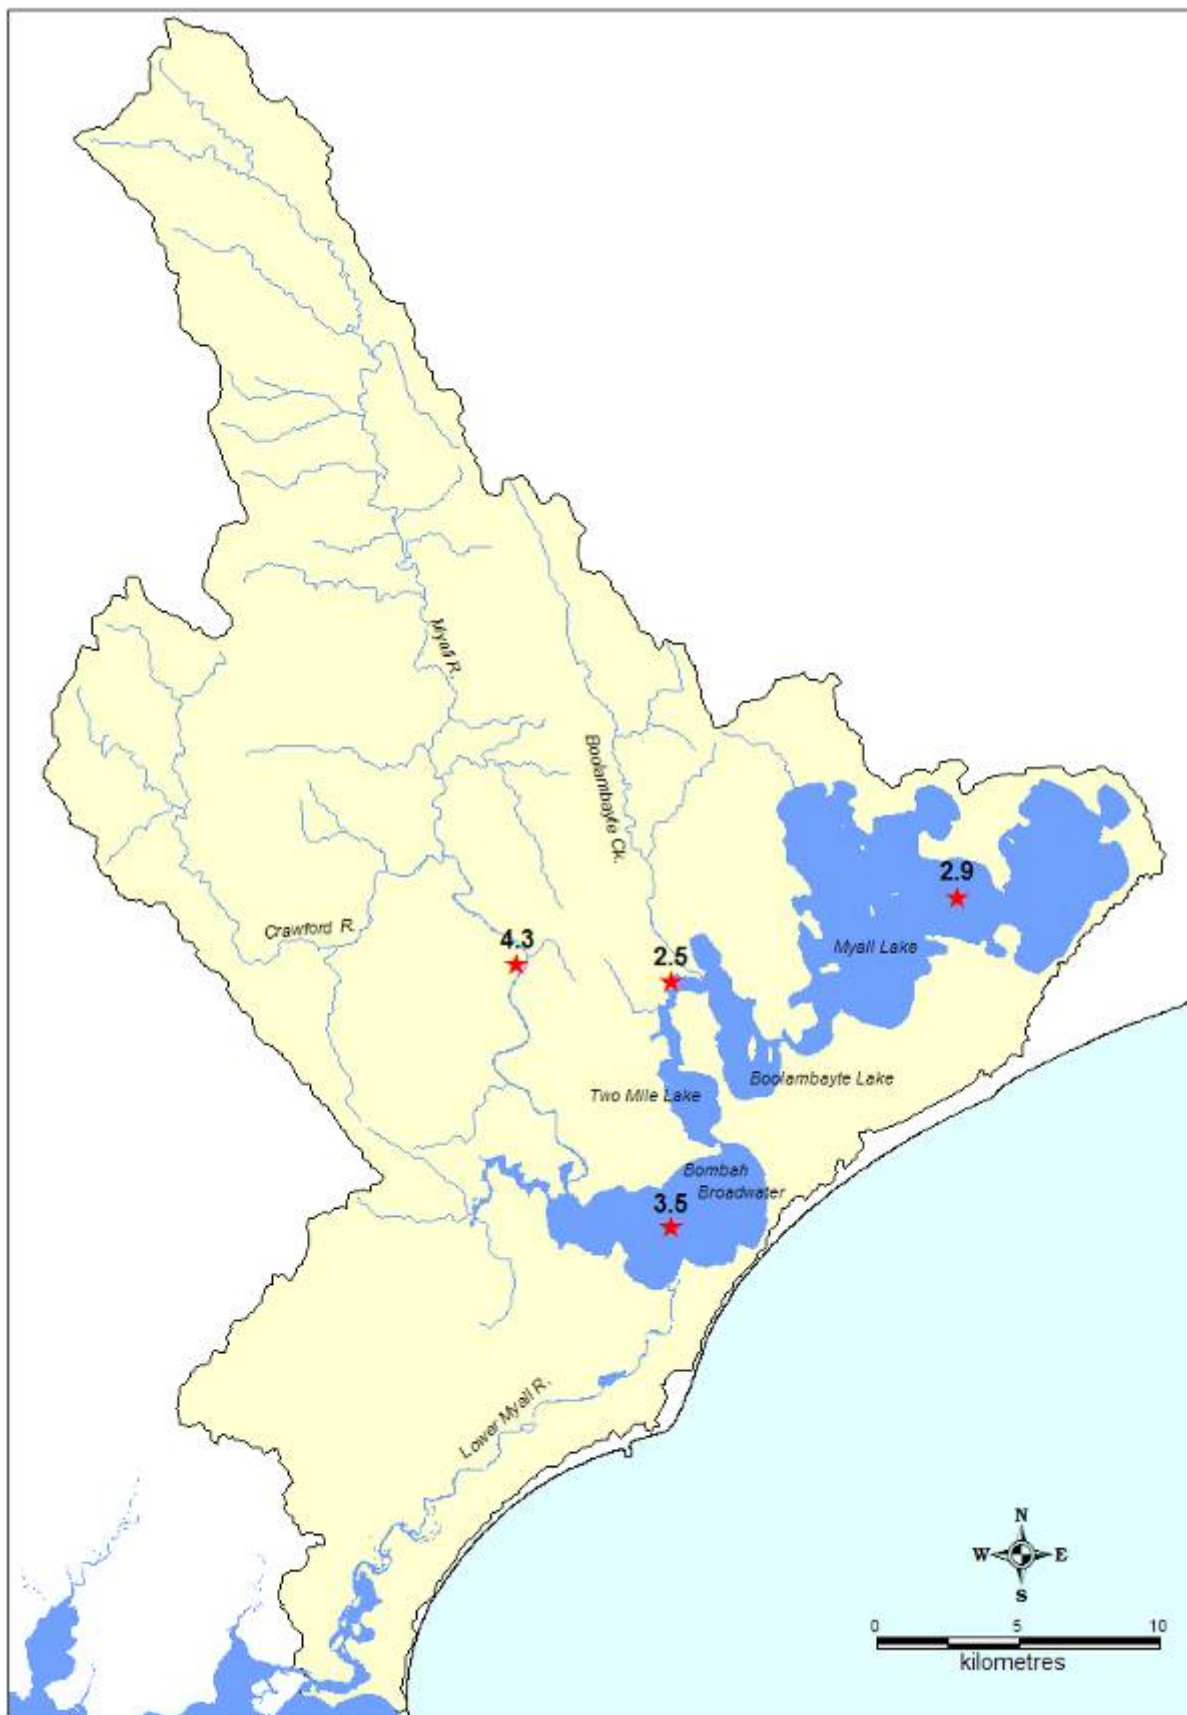 Myall R.
Boolambayte Ck.
2.9
Crawford R.
4.3
2.5
Myall Lake
Boolambayte Lake
Two Mile Lake
Bombah
Broadwater
3.5
Lower Myall R.
N
W E
S
0 5 10
kilometres